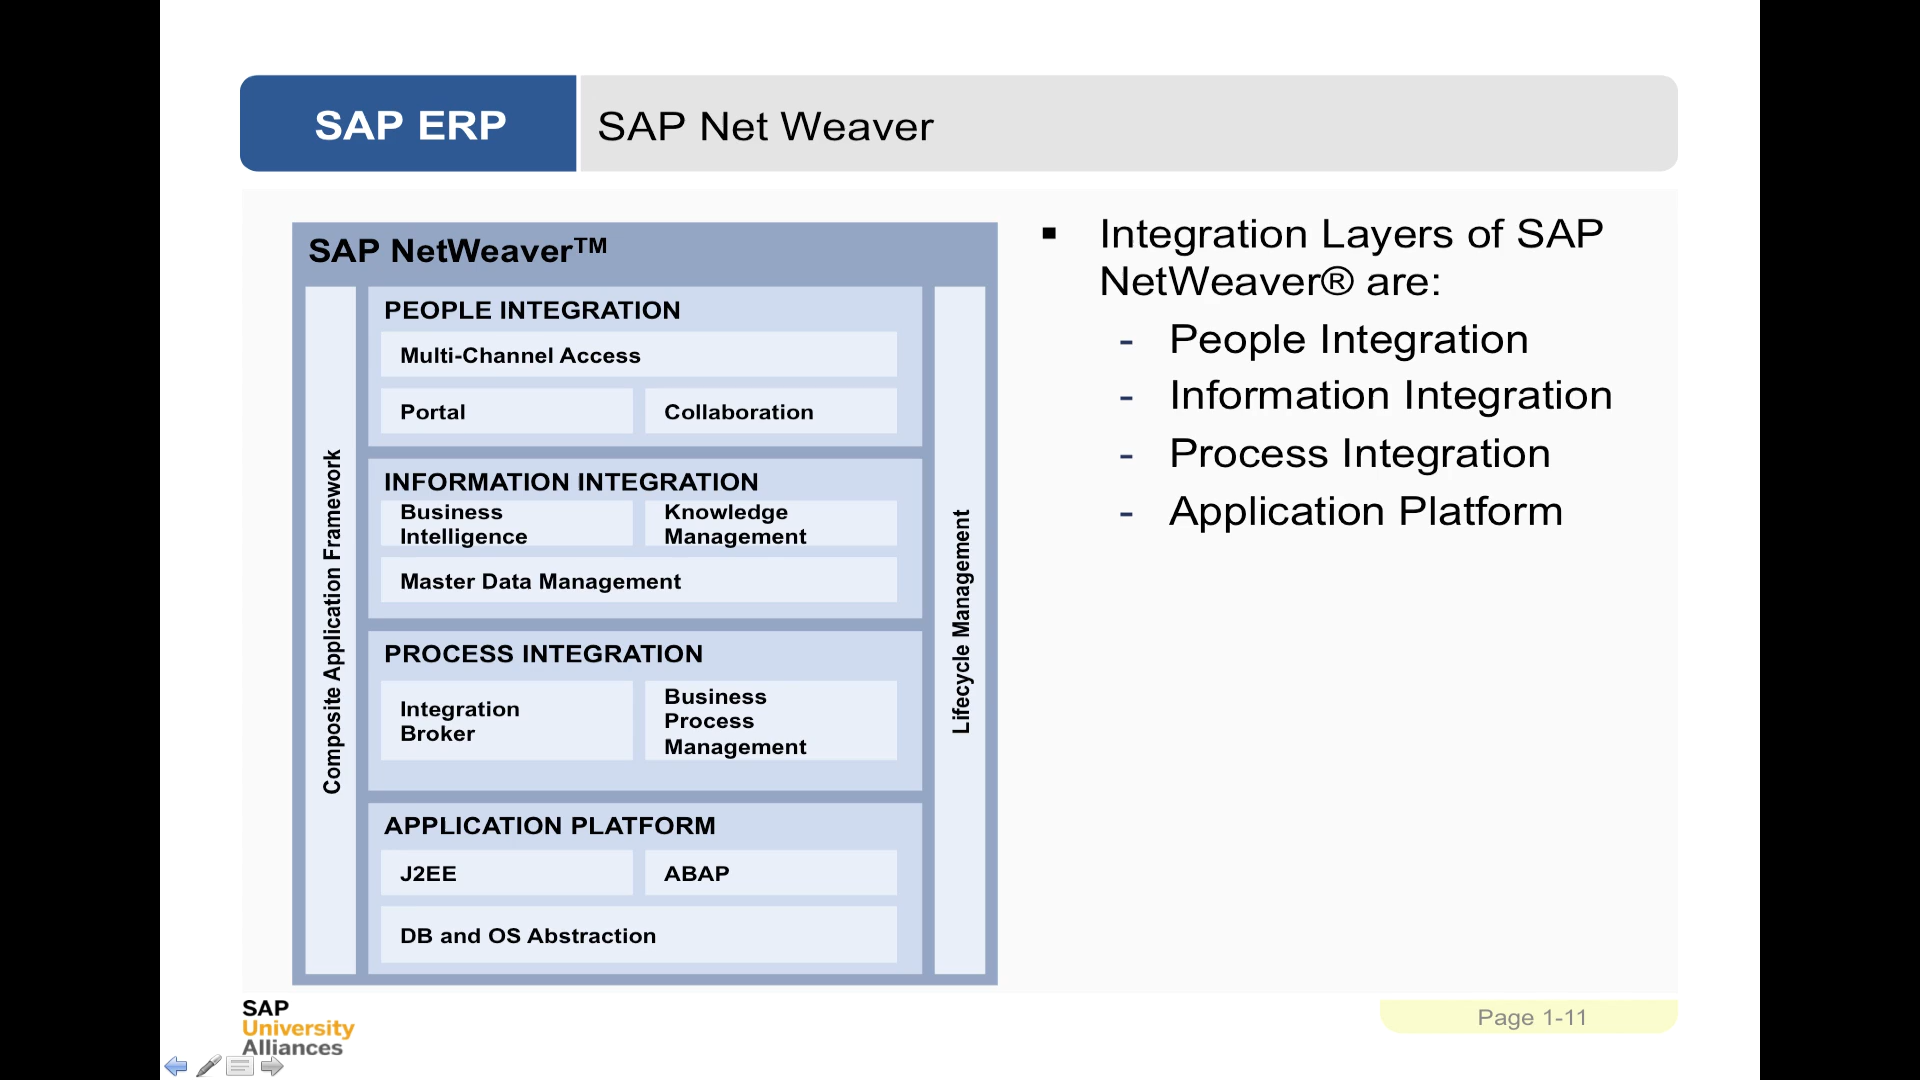 SAP ERP
SAP Net Weaver
SAP NetWeaver™
Composite Application Framework
PEOPLE INTEGRATION
Multi-Channel Access
Portal
Collaboration
INFORMATION INTEGRATION
Business
Intelligence
Knowledge
Management
Master Data Management
PROCESS INTEGRATION
Integration
Broker
Business
Process
Management
APPLICATION PLATFORM
J2EE
ABAP
DB and OS Abstraction
Lifecycle Management
▪ Integration Layers of SAP
NetWeaver® are:
- People Integration
- Information Integration
- Process Integration
- Application Platform
SAP
University
Alliances
Page 1-11